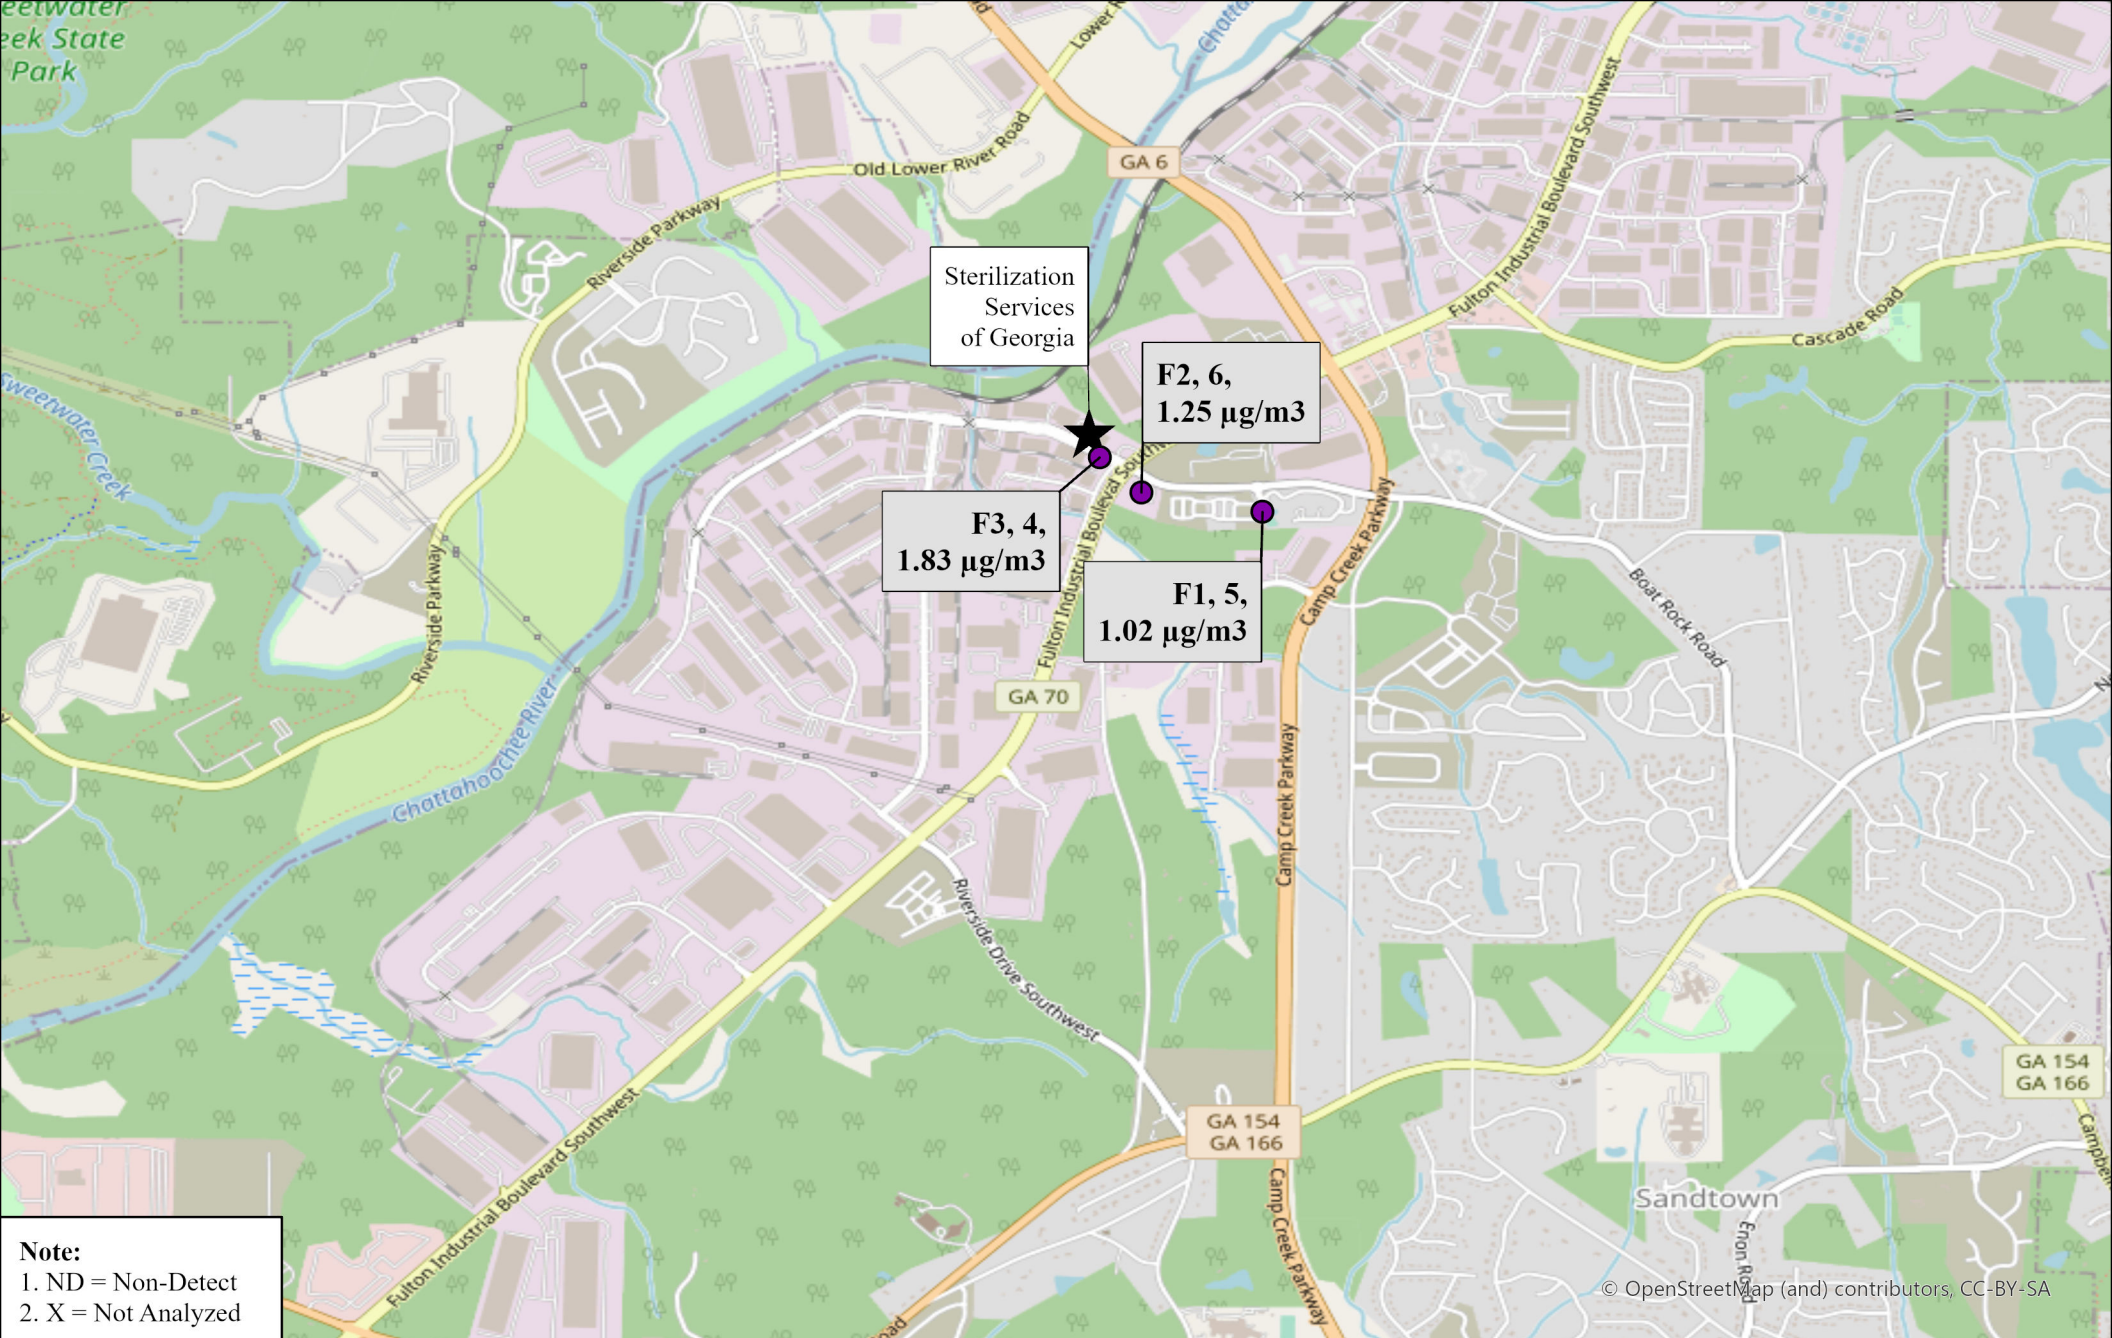 eetwater
eek State
Park
Lower R
Chatta
GA 6
Old Lower River Road
Riverside Parkway
Fulton Industrial Boulevard Southwest
Cascade Road
Sterilization
Services
of Georgia
F2, 6,
1.25 µg/m3
F3, 4,
1.83 µg/m3
F1, 5,
1.02 µg/m3
Sweetwater Creek
Riverside Parkway
Chattahoochee River
Fulton Industrial Boulevard Southw
GA 70
Camp Creek Parkway
Camp Creek Parkway
Boat Rock Road
Riverside Drive Southwest
GA 154
GA 166
GA 154
GA 166
Campbe
Camp Creek Parkway
Sandtown
Enon Road
Fulton Industrial Boulevard Southwest
oad
Note:
1. ND = Non-Detect
2. X = Not Analyzed
© OpenStreetMap (and) contributors, CC-BY-SA